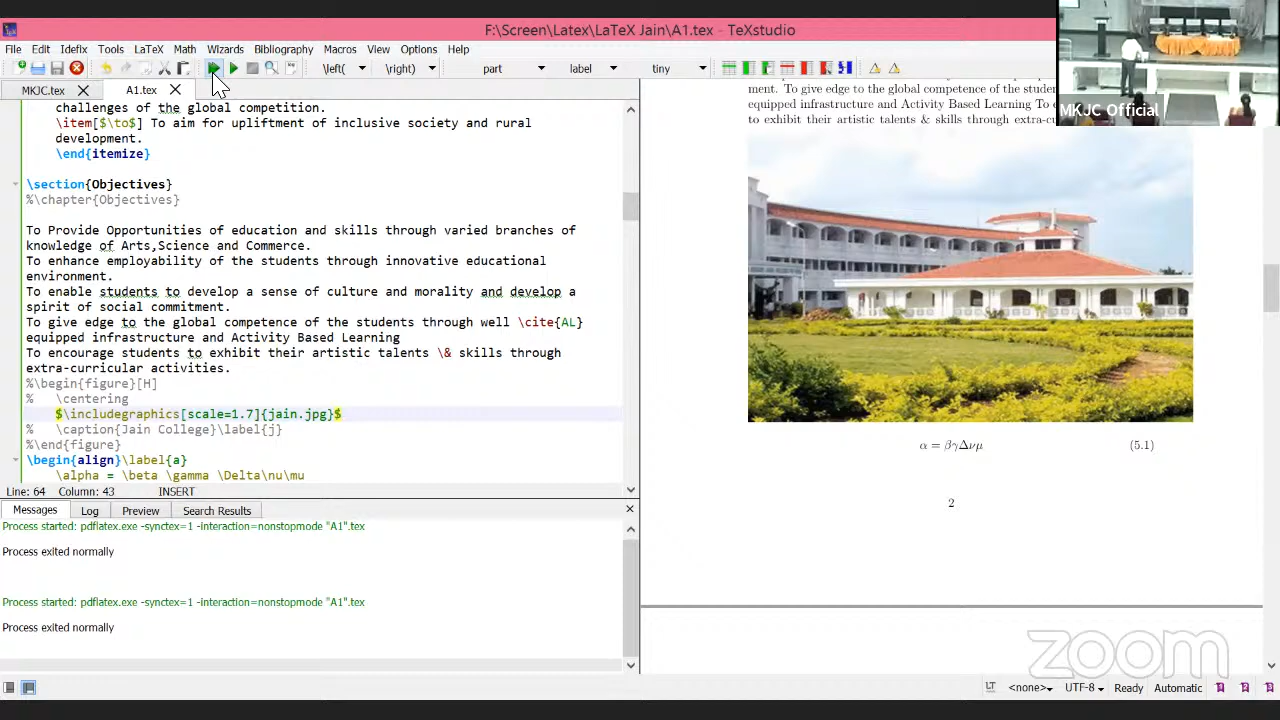 F:\Screen\Latex\LaTeX Jain\A1.tex - TeXstudio
File Edit Idefix Tools LaTeX Math Wizards Bibliography Macros View Options Help
\left( \right) part label tiny
MKJC.tex A1.tex
challenges of the global competition.
\item[$\to$] To aim for upliftment of inclusive society and rural
development.
\end{itemize}
\section{Objectives}
%\chapter{Objectives}
To Provide Opportunities of education and skills through varied branches of
knowledge of Arts,Science and Commerce.
To enhance employability of the students through innovative educational
environment.
To enable students to develop a sense of culture and morality and develop a
spirit of social commitment.
To give edge to the global competence of the students through well \cite{AL}
equipped infrastructure and Activity Based Learning
To encourage students to exhibit their artistic talents \& skills through
extra-curricular activities.
%\begin{figure}[H]
% \centering
$\includegraphics[scale=1.7]{jain.jpg}$
% \caption{Jain College}\label{j}
%\end{figure}
\begin{align}\label{a}
\alpha = \beta \gamma \Delta\nu\mu
Line: 64 Column: 43 INSERT
Messages Log Preview Search Results
Process started: pdflatex.exe -synctex=1 -interaction=nonstopmode "A1".tex
Process exited normally
Process started: pdflatex.exe -synctex=1 -interaction=nonstopmode "A1".tex
Process exited normally
ment. To give edge to the global competence of the stude
equipped infrastructure and Activity Based Learning To
to exhibit their artistic talents & skills through extra-cu
α = βγΔνμ (5.1)
2
MKJC Official
zoom
<none> UTF-8 Ready Automatic